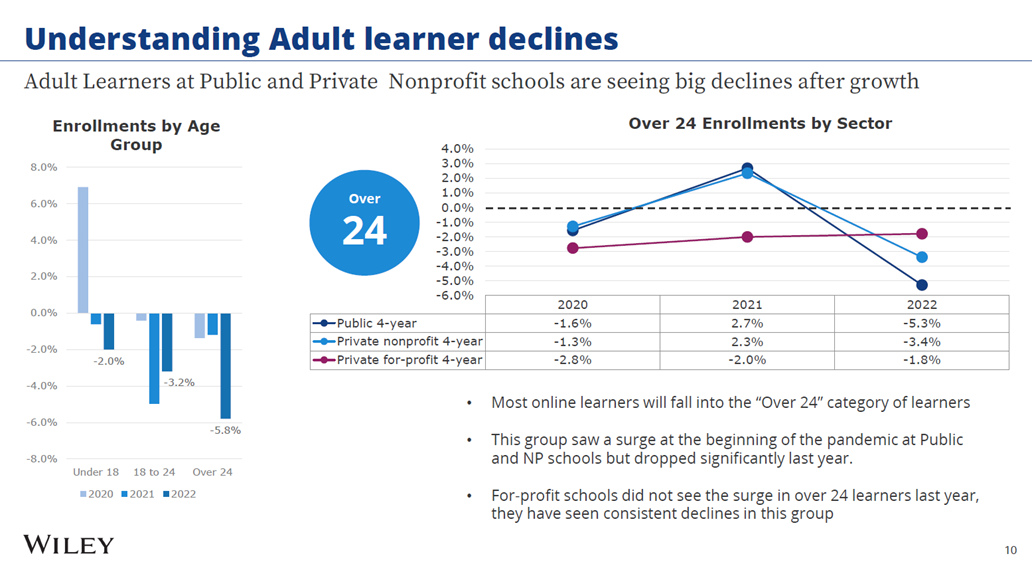 Understanding Adult learner declines
Adult Learners at Public and Private  Nonprofit schools are seeing big declines after growth
Enrollments by Age
Group
8.0%
6.0%
4.0%
2.0%
0.0%
-2.0%
-4.0%
-6.0%
-8.0%
-2.0%
-3.2%
-5.8%
Under 18 18 to 24 Over 24
2020 2021 2022
Over
24
Over 24 Enrollments by Sector
4.0%
3.0%
2.0%
1.0%
0.0%
-1.0%
-2.0%
-3.0%
-4.0%
-5.0%
-6.0%
2020 2021 2022
Public 4-year -1.6% 2.7% -5.3%
Private nonprofit 4-year -1.3% 2.3% -3.4%
Private for-profit 4-year -2.8% -2.0% -1.8%
• Most online learners will fall into the “Over 24” category of learners
• This group saw a surge at the beginning of the pandemic at Public
and NP schools but dropped significantly last year.
• For-profit schools did not see the surge in over 24 learners last year,
they have seen consistent declines in this group
WILEY
10